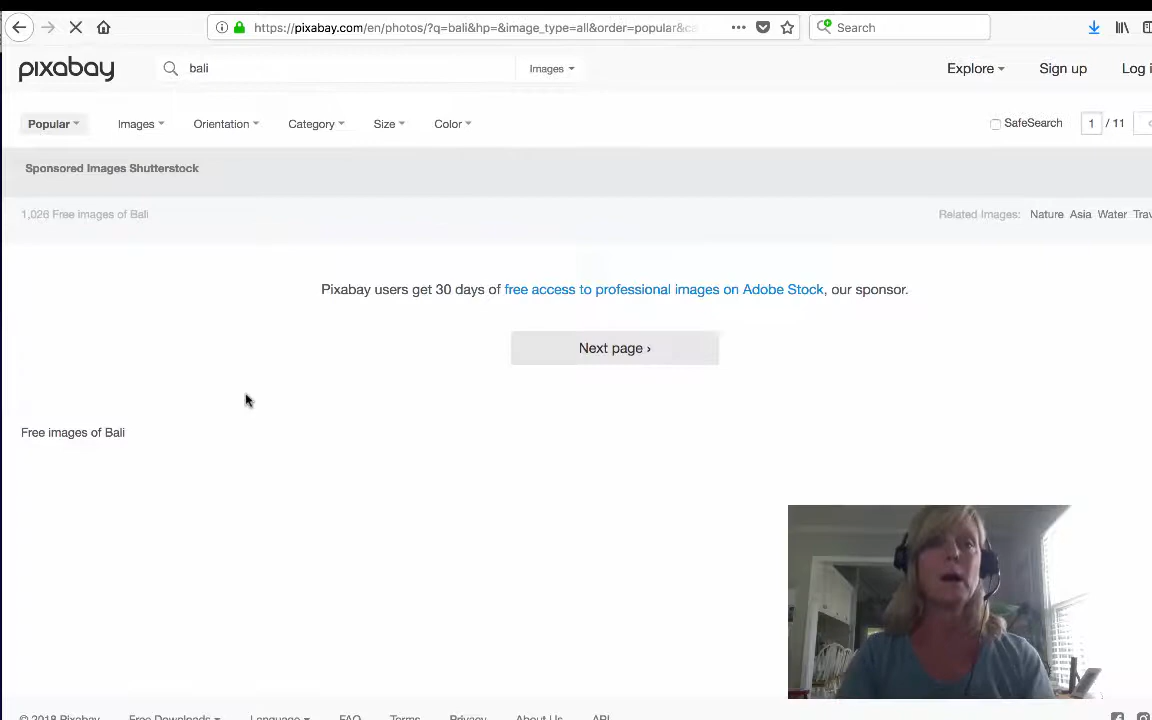 https://pixabay.com/en/photos/?q=bali&hp=&image_type=all&order=popular&c
Search
pixabay
bali
Images
Explore
Sign up
Log i
Popular
Images
Orientation
Category
Size
Color
SafeSearch
1 / 11
Sponsored Images Shutterstock
1,026 Free images of Bali
Related Images: Nature Asia Water Trav
Pixabay users get 30 days of free access to professional images on Adobe Stock, our sponsor.
Next page ›
Free images of Bali
© 2018 Pixabay
Free Downloads
Language
FAQ
Terms
Privacy
About Us
API